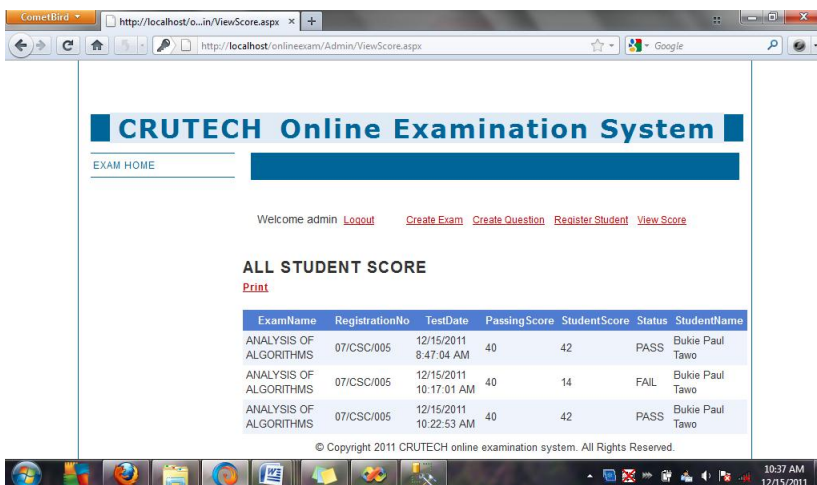 CometBird
http://localhost/o...in/ViewScore.aspx
http://localhost/onlineexam/Admin/ViewScore.aspx
Google
CRUTECH Online Examination System
EXAM HOME
Welcome admin Logout Create Exam Create Question Register Student View Score
ALL STUDENT SCORE
Print
ExamName RegistrationNo TestDate PassingScore StudentScore Status StudentName
ANALYSIS OF ALGORITHMS 07/CSC/005 12/15/2011 8:47:04 AM 40 42 PASS Bukie Paul Tawo
ANALYSIS OF ALGORITHMS 07/CSC/005 12/15/2011 10:17:01 AM 40 14 FAIL Bukie Paul Tawo
ANALYSIS OF ALGORITHMS 07/CSC/005 12/15/2011 10:22:53 AM 40 42 PASS Bukie Paul Tawo
© Copyright 2011 CRUTECH online examination system. All Rights Reserved.
10:37 AM
12/15/2011